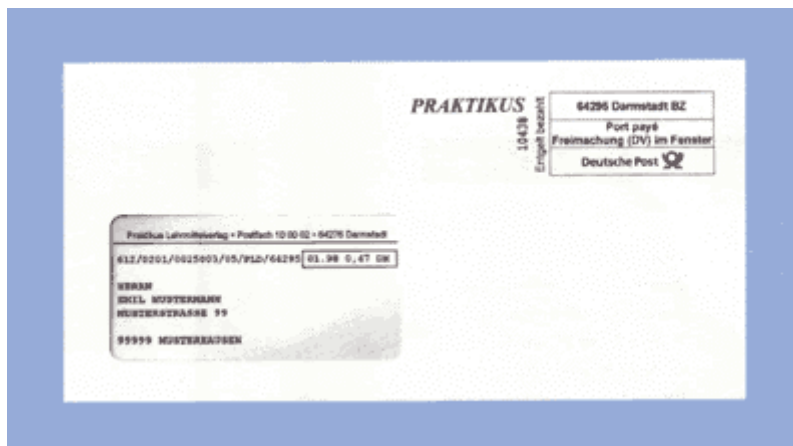 PRAKTIKUS
10438
Entgelt bezahlt
64295 Darmstadt BZ
Port payé
Freimachung (DV) im Fenster
Deutsche Post
Praktikus Lehrmittelverlag • Postfach 10 00 02 • 64276 Darmstadt
612/0201/0025003/05/PLD/64295 01.98 0,47 DM
HERRN
EMIL MUSTERMANN
MUSTERSTRASSE 99
99999 MUSTERHAUSEN